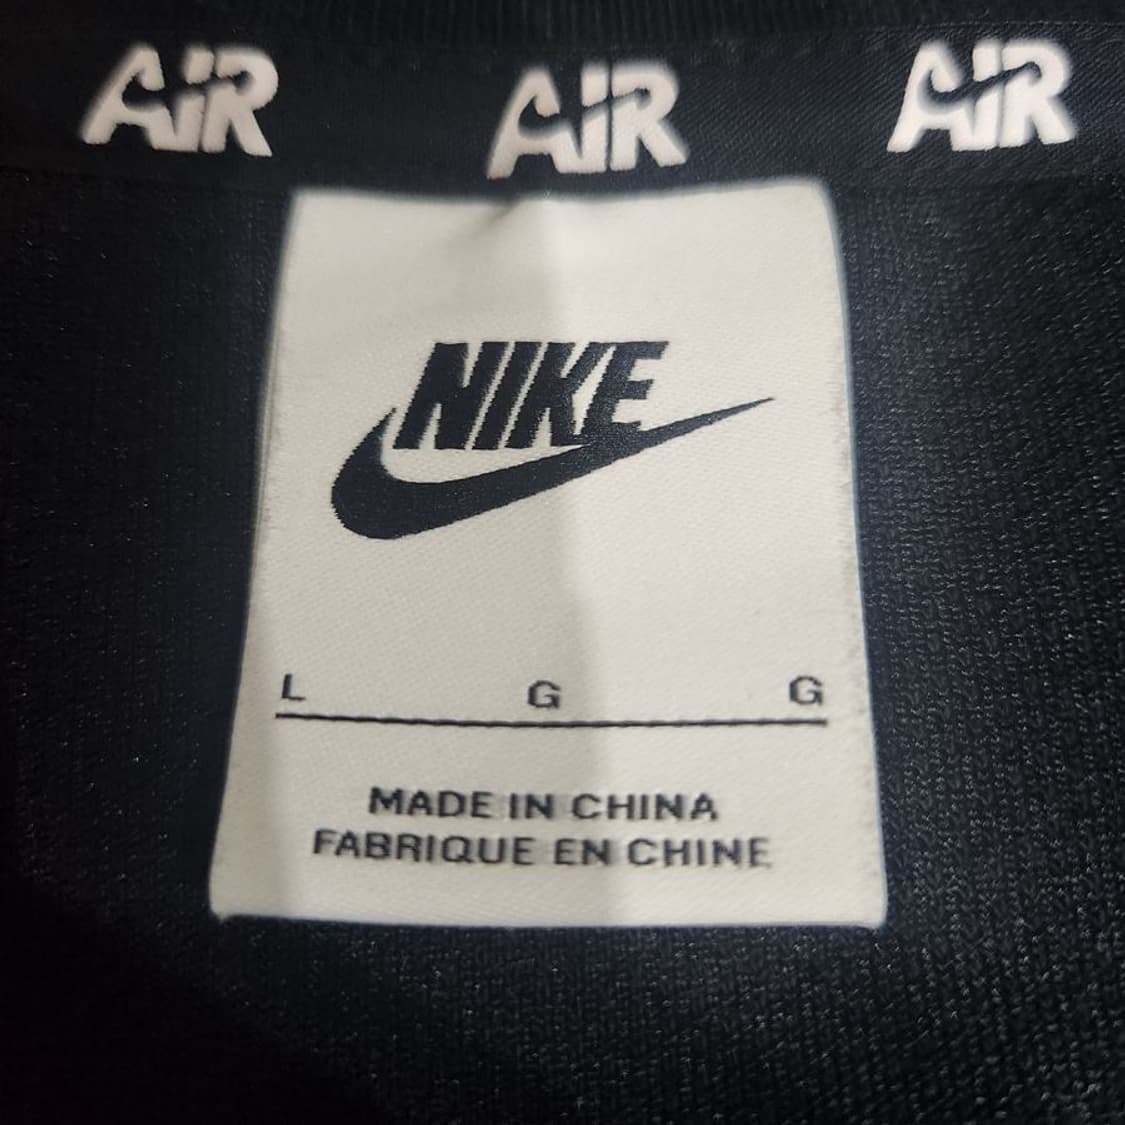 AIR AIR AIR
NIKE
L G G
MADE IN CHINA
FABRIQUE EN CHINE